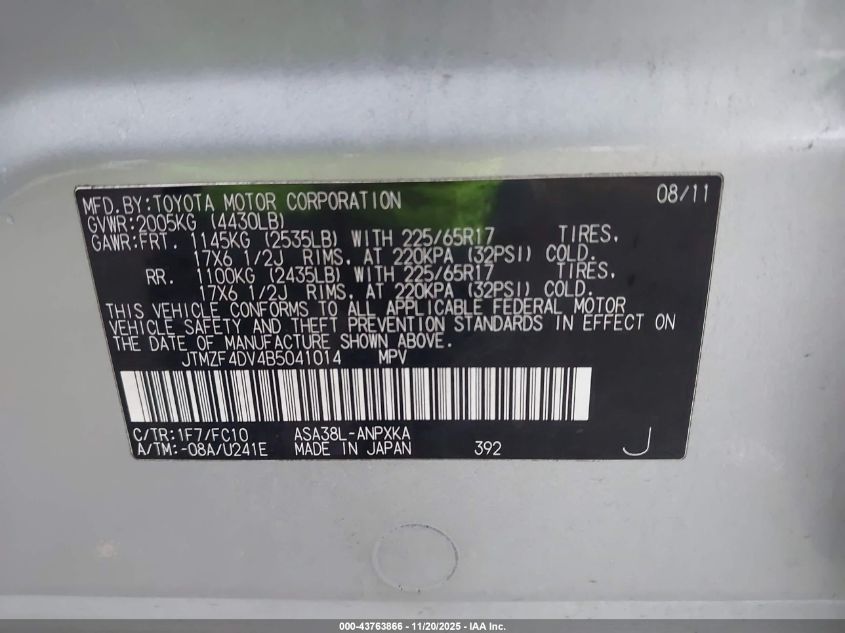 MFD.BY:TOYOTA MOTOR CORPORATION 08/11
GVWR:2005KG (4430LB)
GAWR:FRT. 1145KG (2535LB) WITH 225/65R17 TIRES,
17X6 1/2J RIMS, AT 220KPA (32PSI) COLD.
RR. 1100KG (2435LB) WITH 225/65R17 TIRES,
17X6 1/2J RIMS, AT 220KPA (32PSI) COLD.
THIS VEHICLE CONFORMS TO ALL APPLICABLE FEDERAL MOTOR
VEHICLE SAFETY AND THEFT PREVENTION STANDARDS IN EFFECT ON
THE DATE OF MANUFACTURE SHOWN ABOVE.
JTMZF4DV4B5041014 MPV
C/TR:1F7/FC10 ASA38L-ANPXKA
A/TM:-08A/U241E MADE IN JAPAN 392 J
000-43763866 - 11/20/2025 - IAA Inc.